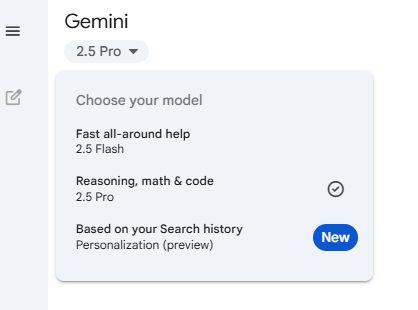 Gemini
2.5 Pro
Choose your model
Fast all-around help
2.5 Flash
Reasoning, math & code
2.5 Pro
Based on your Search history
Personalization (preview)
New